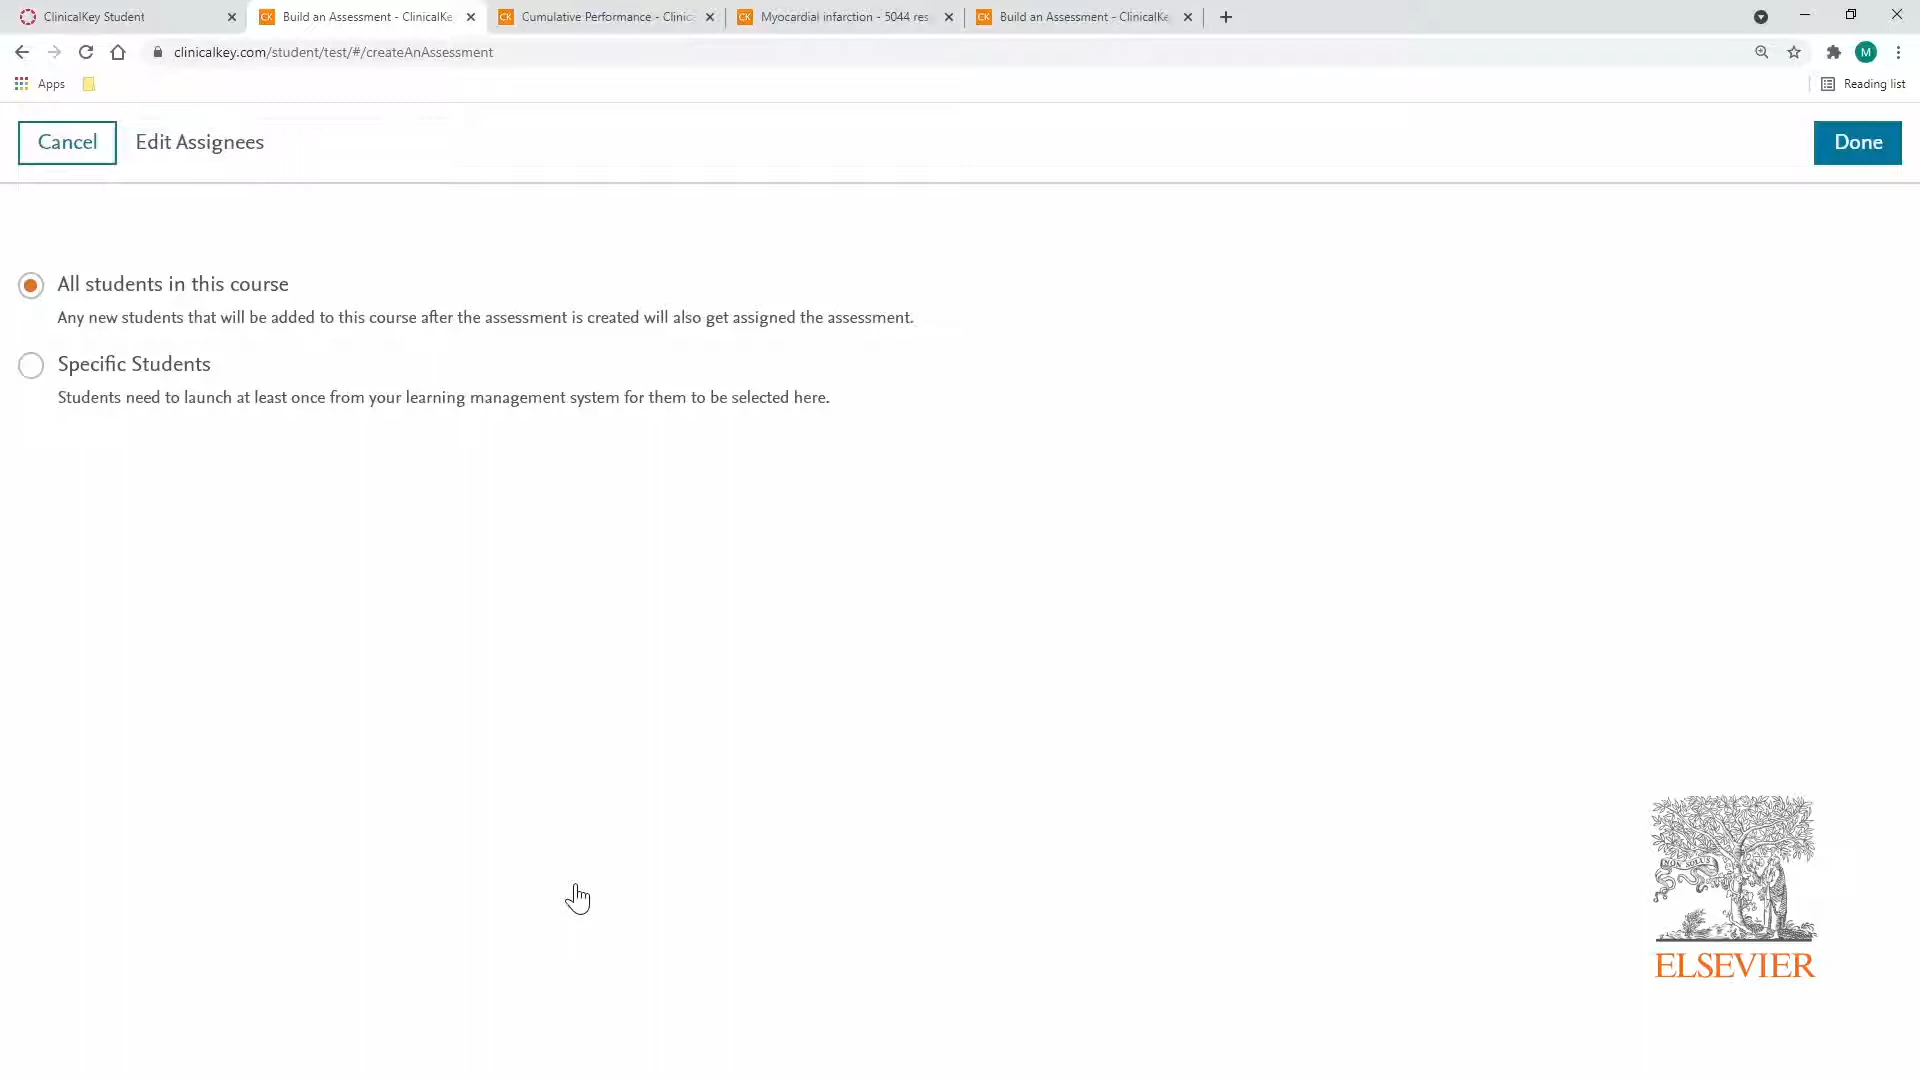 ClinicalKey Student
Build an Assessment - ClinicalKe
Cumulative Performance - Clinic
Myocardial infarction - 5044 res
Build an Assessment - ClinicalKe
clinicalkey.com/student/test/#/createAnAssessment
M
Apps
Reading list
Cancel
Edit Assignees
Done
All students in this course
Any new students that will be added to this course after the assessment is created will also get assigned the assessment.
Specific Students
Students need to launch at least once from your learning management system for them to be selected here.
NON SOLUS
ELSEVIER